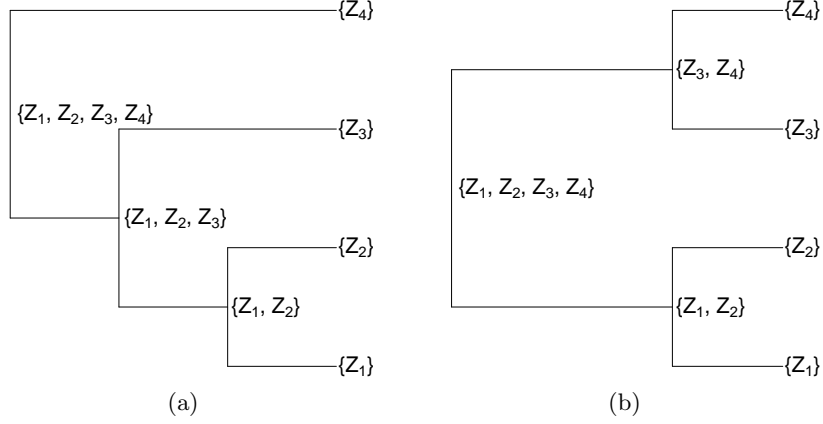 {Z₄}
{Z₁, Z₂, Z₃, Z₄}
{Z₃}
{Z₁, Z₂, Z₃}
{Z₂}
{Z₁, Z₂}
{Z₁}
(a)
{Z₄}
{Z₃, Z₄}
{Z₃}
{Z₁, Z₂, Z₃, Z₄}
{Z₂}
{Z₁, Z₂}
{Z₁}
(b)